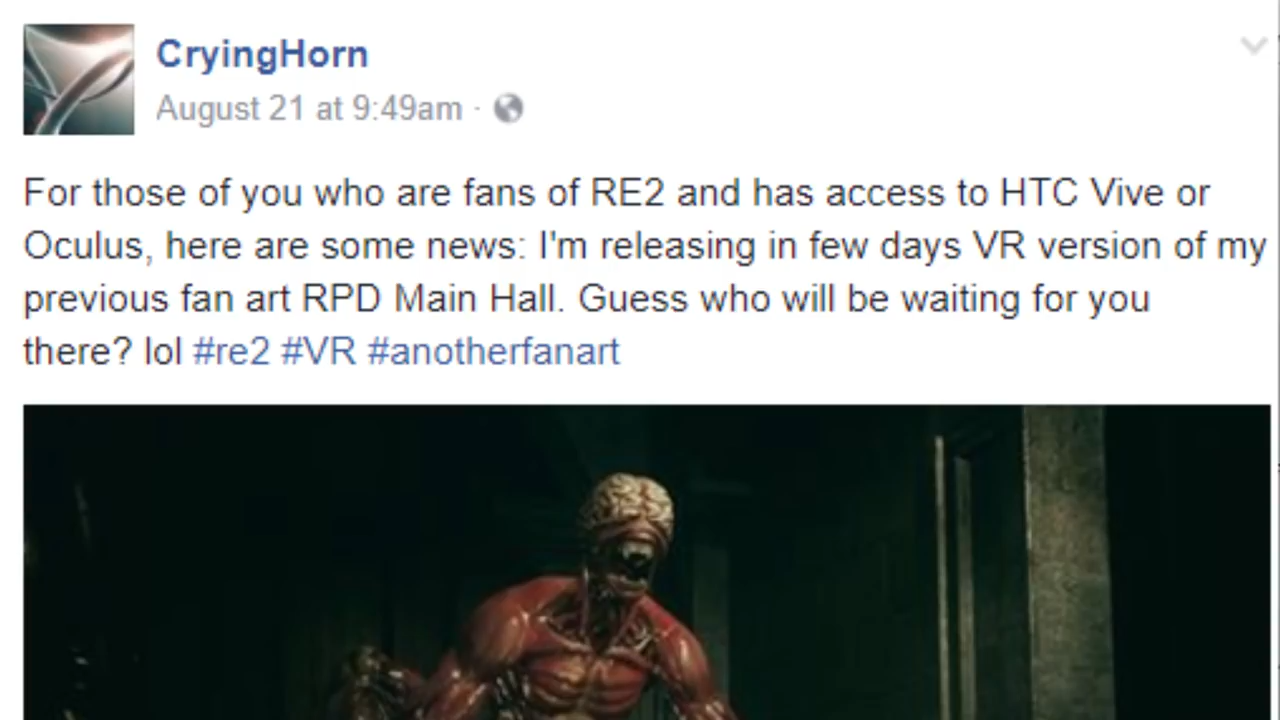 CryingHorn
August 21 at 9:49am ·
For those of you who are fans of RE2 and has access to HTC Vive or
Oculus, here are some news: I'm releasing in few days VR version of my
previous fan art RPD Main Hall. Guess who will be waiting for you
there? lol #re2 #VR #anotherfanart